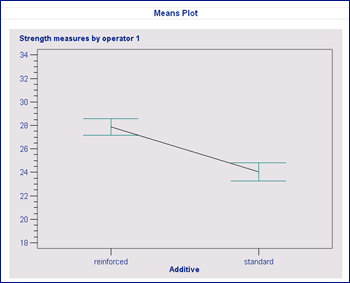 Means Plot
Strength measures by operator 1
34
32
30
28
26
24
22
20
18
reinforced standard
Additive